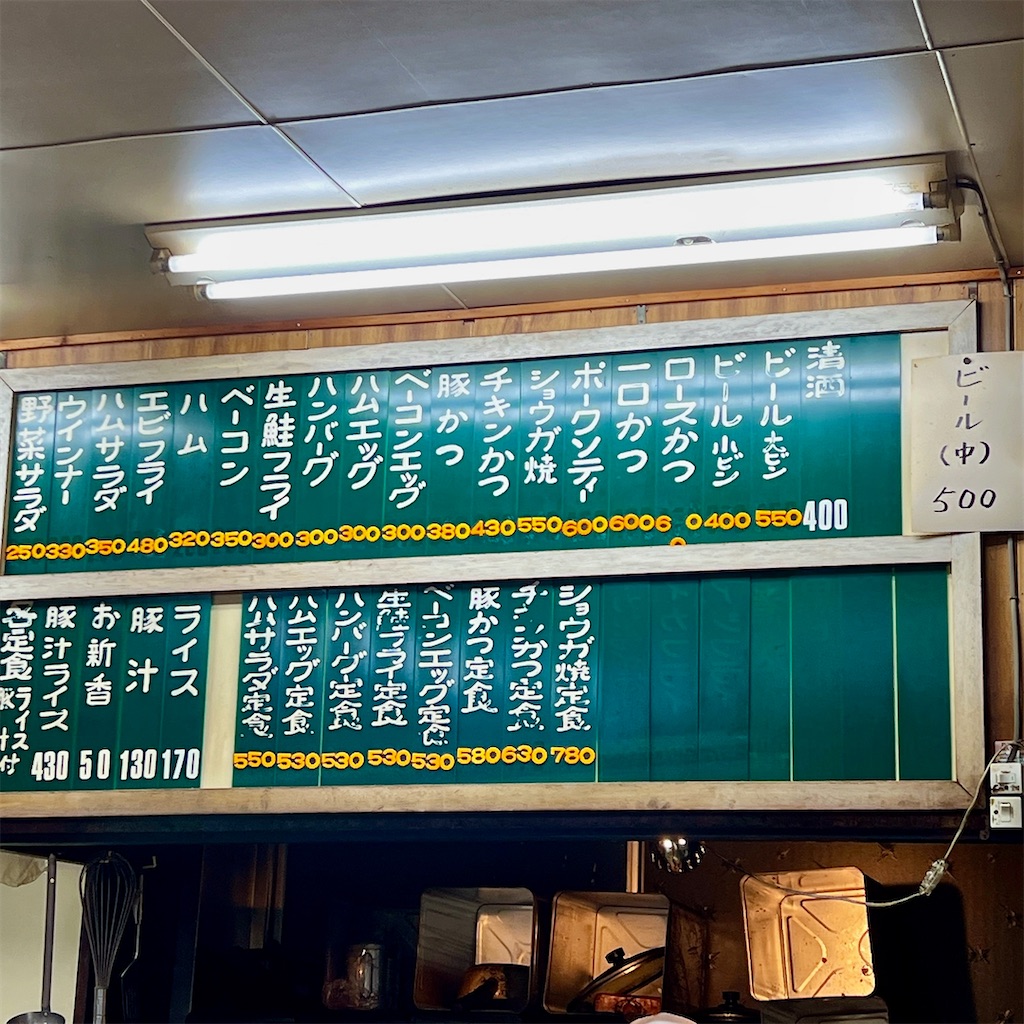 ビール
(中)
500
清酒 400
ビール大ビン 550
ビール小ビン 400
ロースかつ 600
一口かつ 600
ポークソティ 600
ショウガ焼 550
チキンかつ 430
豚かつ 380
ベーコンエッグ 300
ハムエッグ 300
ハンバーグ 300
生鮭フライ 300
ベーコン 350
ハム 320
エビフライ 480
ハムサラダ 350
ウインナー 330
野菜サラダ 250
ショウガ焼定食 780
チキンかつ定食 630
豚かつ定食 580
ベーコンエッグ定食 530
生鮭フライ定食 530
ハンバーグ定食 530
ハムエッグ定食 530
ハムサラダ定食 550
ライス 170
豚汁 130
お新香 50
豚汁ライス 430
各定食
ライス
豚汁付